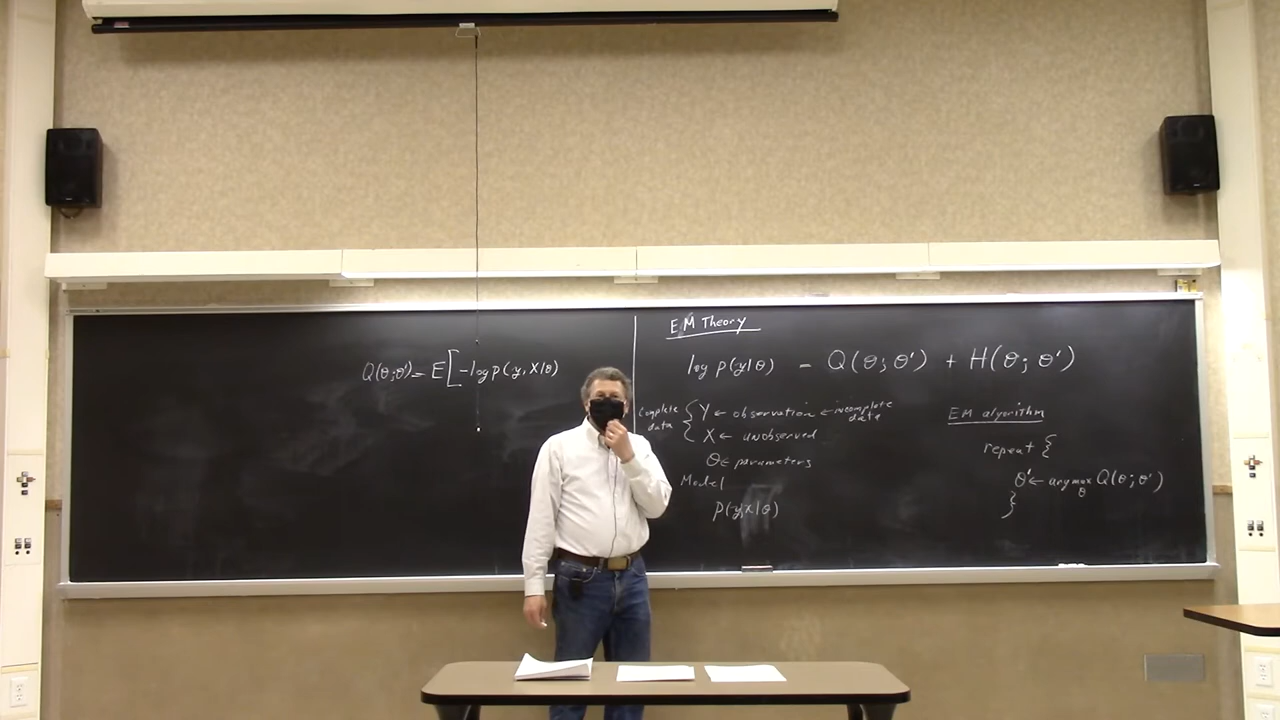 Q(θ;θ')= E[-log p(y,X|θ)
EM Theory
log p(y|θ) = Q(θ;θ') + H(θ;θ')
Complete data { Y ← observation ← incomplete data
X ← unobserved
θ ← parameters
Model
p(y,x|θ)
EM algorithm
repeat {
θ' ← argmax θ Q(θ;θ')
}